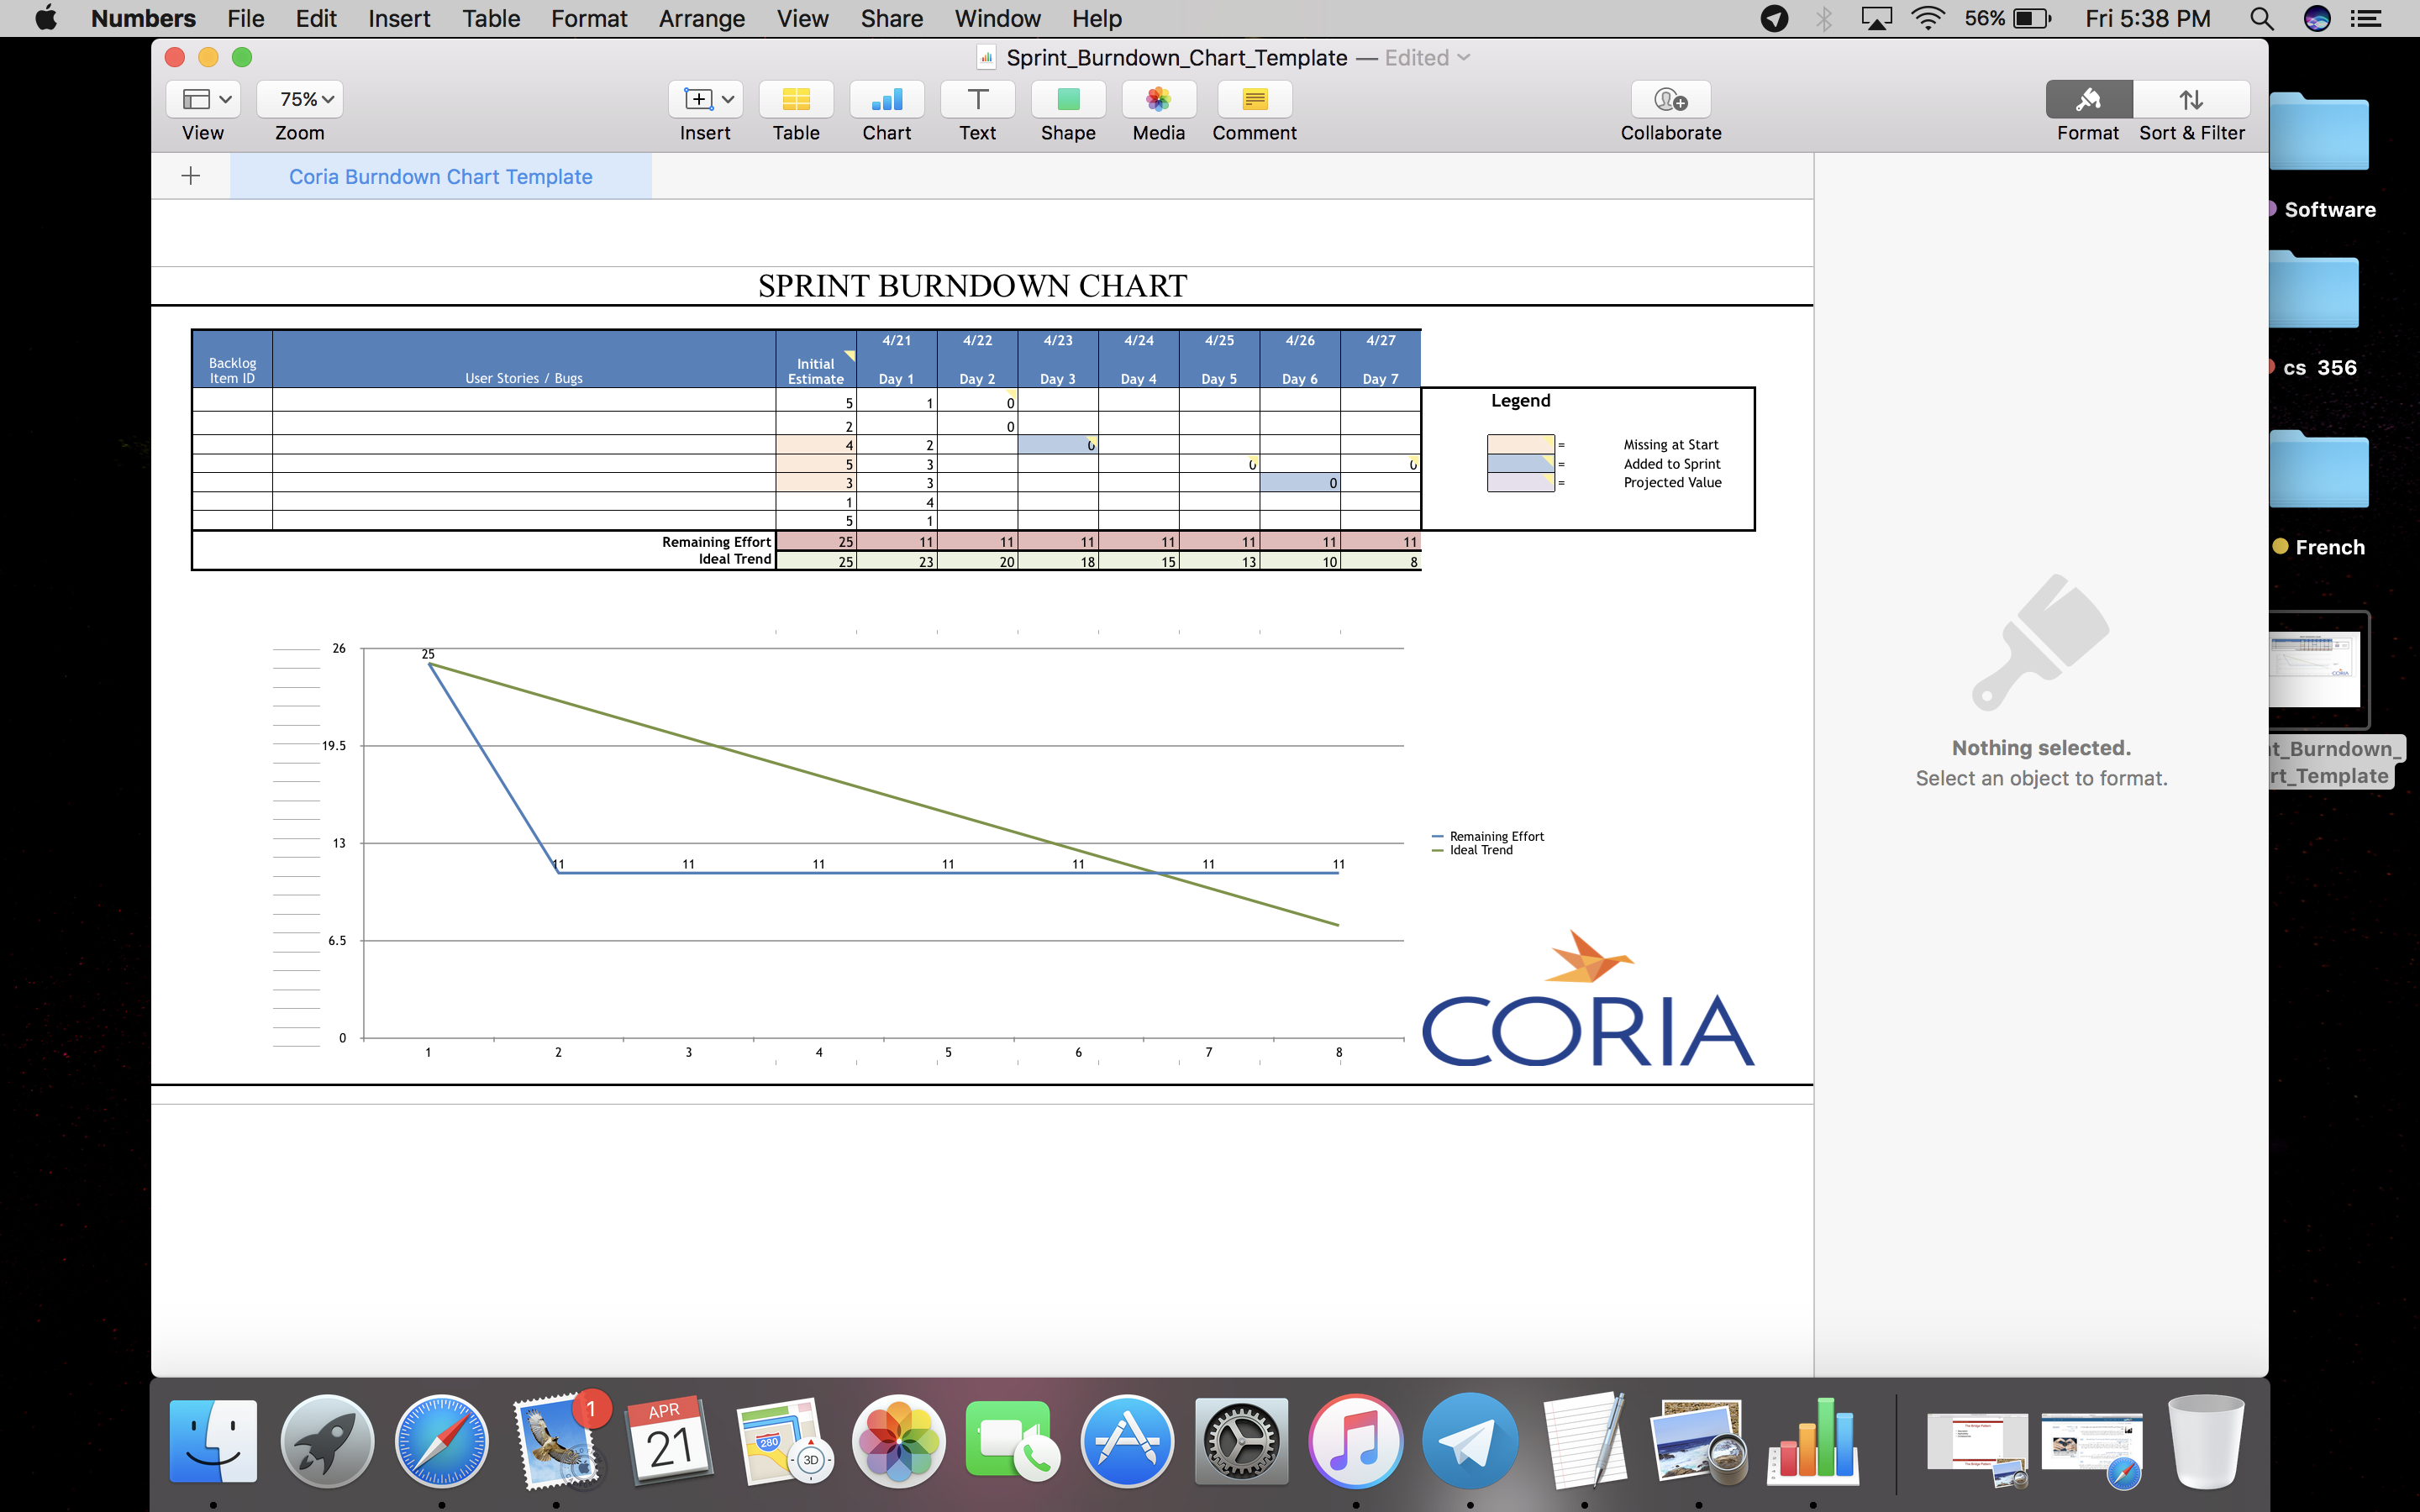 Numbers File Edit Insert Table Format Arrange View Share Window Help 56% Fri 5:38 PM
Sprint_Burndown_Chart_Template — Edited
75%
View Zoom Insert Table Chart Text Shape Media Comment Collaborate Format Sort & Filter
Coria Burndown Chart Template
Software
cs 356
French
t_Burndown_
rt_Template
SPRINT BURNDOWN CHART
4/21 4/22 4/23 4/24 4/25 4/26 4/27
Backlog Initial
Item ID User Stories / Bugs Estimate Day 1 Day 2 Day 3 Day 4 Day 5 Day 6 Day 7
5 1 0
2 0
4 2 0
5 3 0 0
3 3 0
1 4
5 1
Remaining Effort 25 11 11 11 11 11 11 11
Ideal Trend 25 23 20 18 15 13 10 8
Legend
= Missing at Start
= Added to Sprint
= Projected Value
26
25
19.5
13
11 11 11 11 11 11 11
6.5
0
1 2 3 4 5 6 7 8
Remaining Effort
Ideal Trend
CORIA
Nothing selected.
Select an object to format.
1
APR
21
280
3D